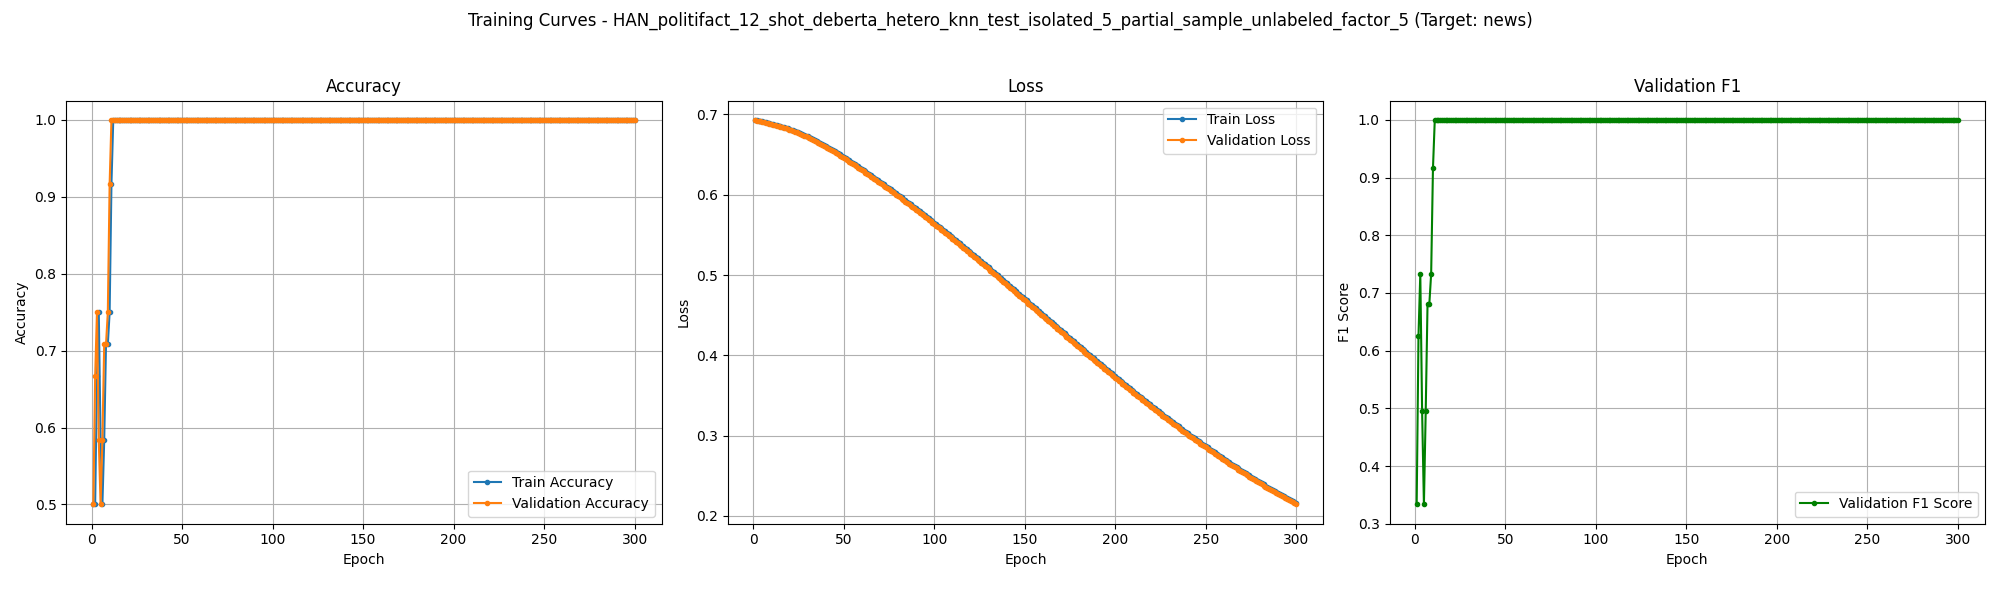 Training Curves - HAN_politifact_12_shot_deberta_hetero_knn_test_isolated_5_partial_sample_unlabeled_factor_5 (Target: news)
Accuracy
1.0
0.9
0.8
0.7
0.6
0.5
Accuracy
Train Accuracy
Validation Accuracy
0 50 100 150 200 250 300
Epoch
Loss
0.7
0.6
0.5
0.4
0.3
0.2
Loss
Train Loss
Validation Loss
0 50 100 150 200 250 300
Epoch
Validation F1
1.0
0.9
0.8
0.7
0.6
0.5
0.4
0.3
F1 Score
Validation F1 Score
0 50 100 150 200 250 300
Epoch